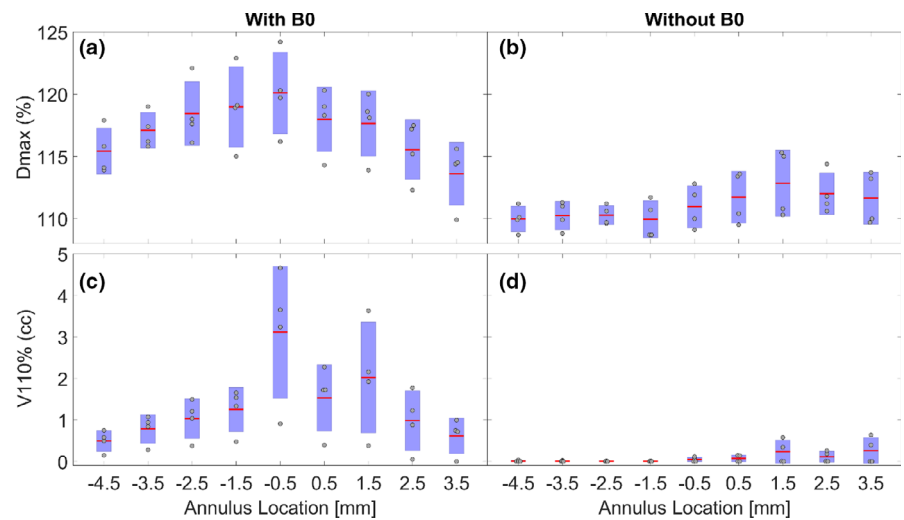 With B0 Without B0
(a) (b)
125
120
115
110
Dmax (%)
(c) (d)
5
4
3
2
1
0
V110% (cc)
-4.5 -3.5 -2.5 -1.5 -0.5 0.5 1.5 2.5 3.5 -4.5 -3.5 -2.5 -1.5 -0.5 0.5 1.5 2.5 3.5
Annulus Location [mm] Annulus Location [mm]